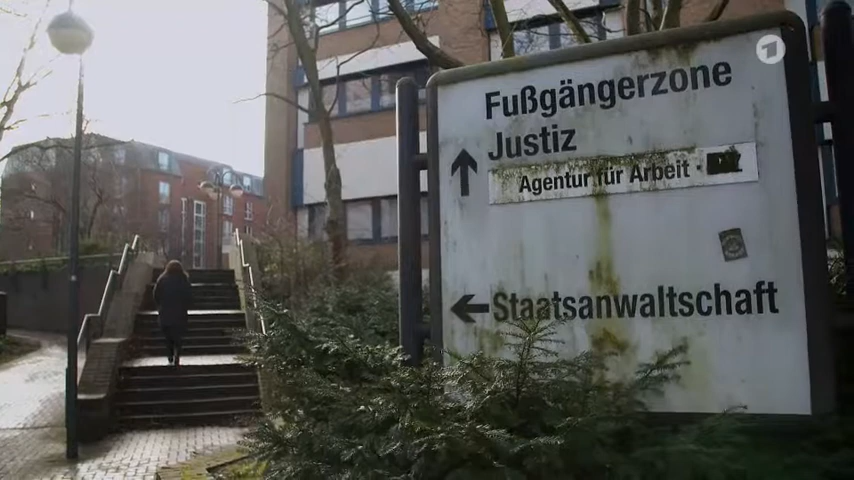 Fußgängerzone
Justiz
Agentur für Arbeit ·
Staatsanwaltschaft
1